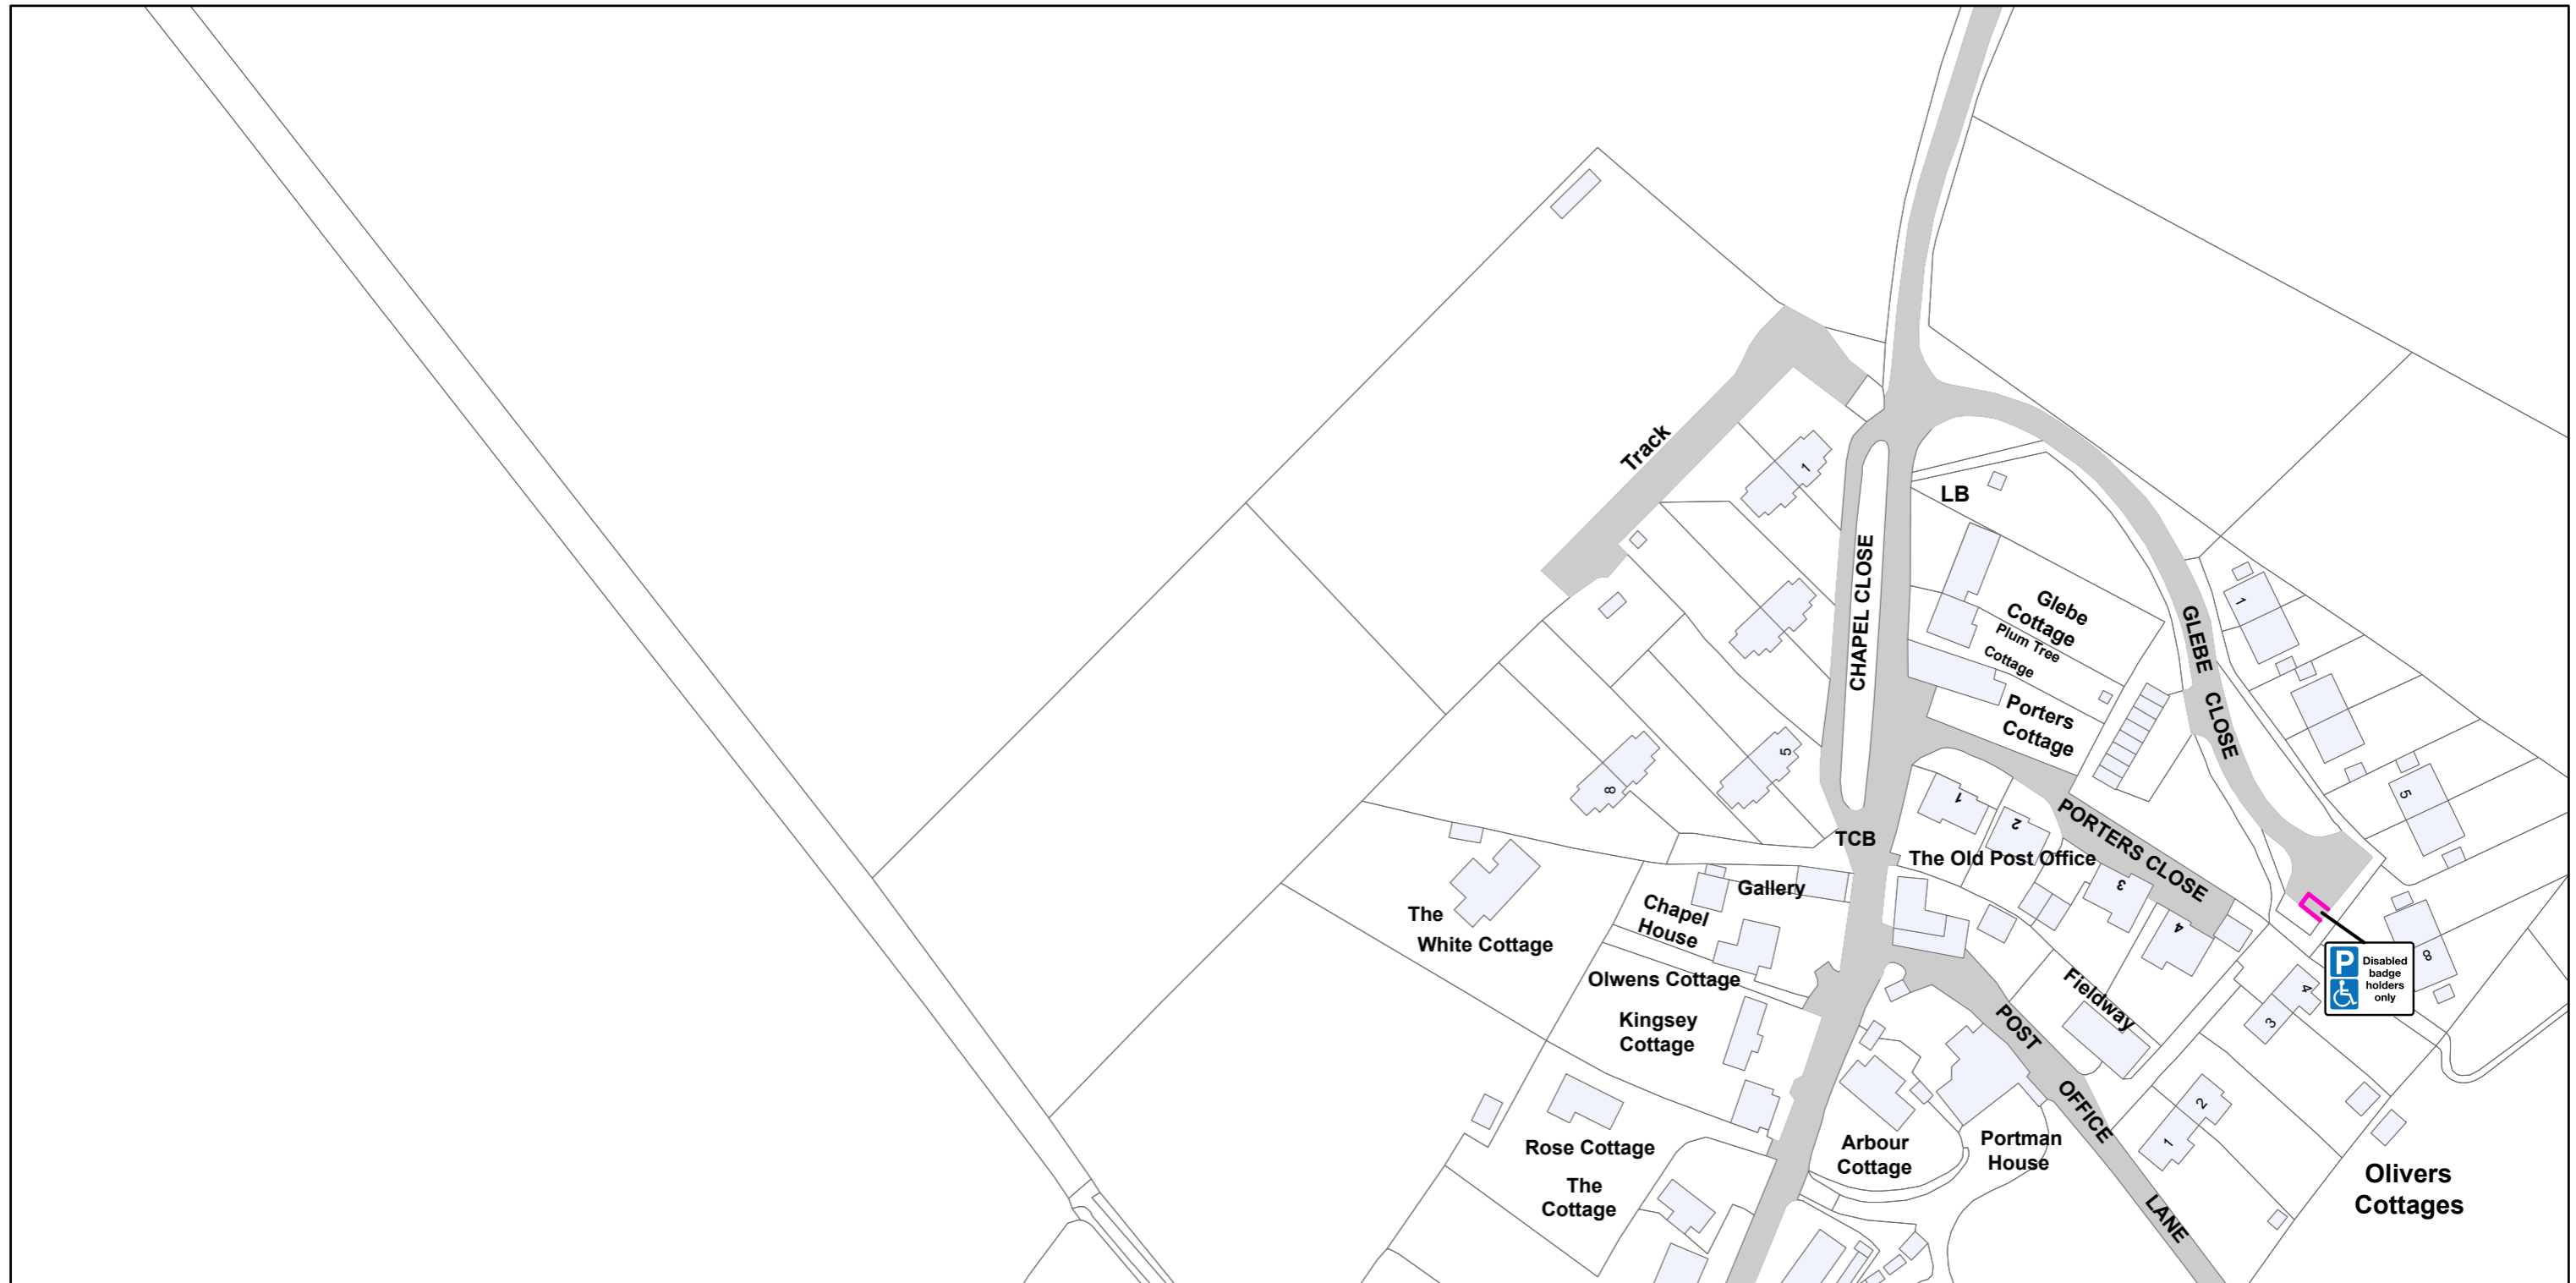 Track
1
LB
CHAPEL CLOSE
Glebe
Cottage
Plum Tree
Cottage
GLEBE CLOSE
1
Porters
Cottage
5
8
5
1
2
TCB
The Old Post Office
PORTERS CLOSE
3
4
Gallery
The
White Cottage
Chapel
House
Olwens Cottage
Kingsey
Cottage
Fieldway
P
Disabled
badge
holders
only
8
4
3
POST OFFICE LANE
2
1
Rose Cottage
The
Cottage
Arbour
Cottage
Portman
House
Olivers
Cottages